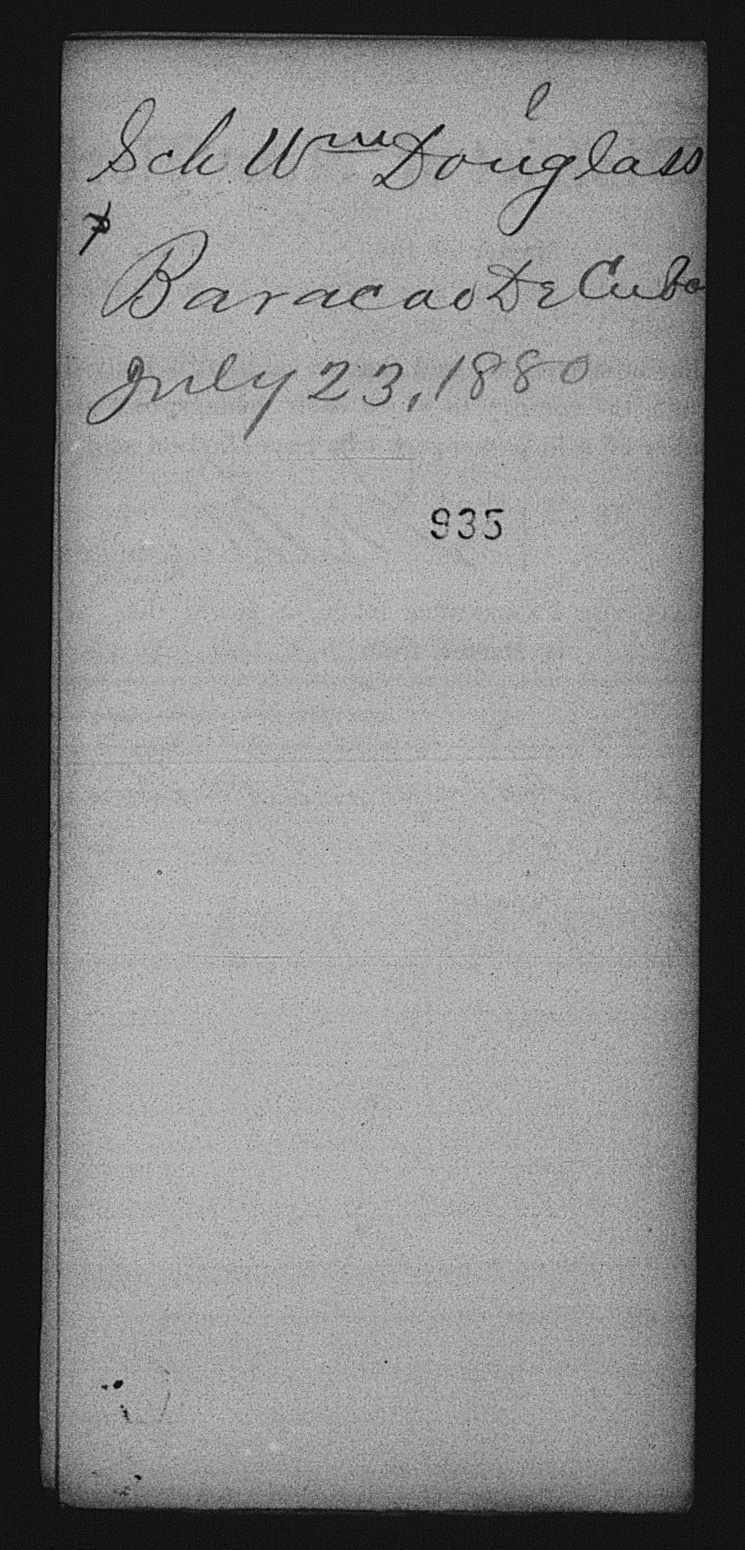 Sch Wm Douglass
Baracao De Cuba
July 23, 1880
935